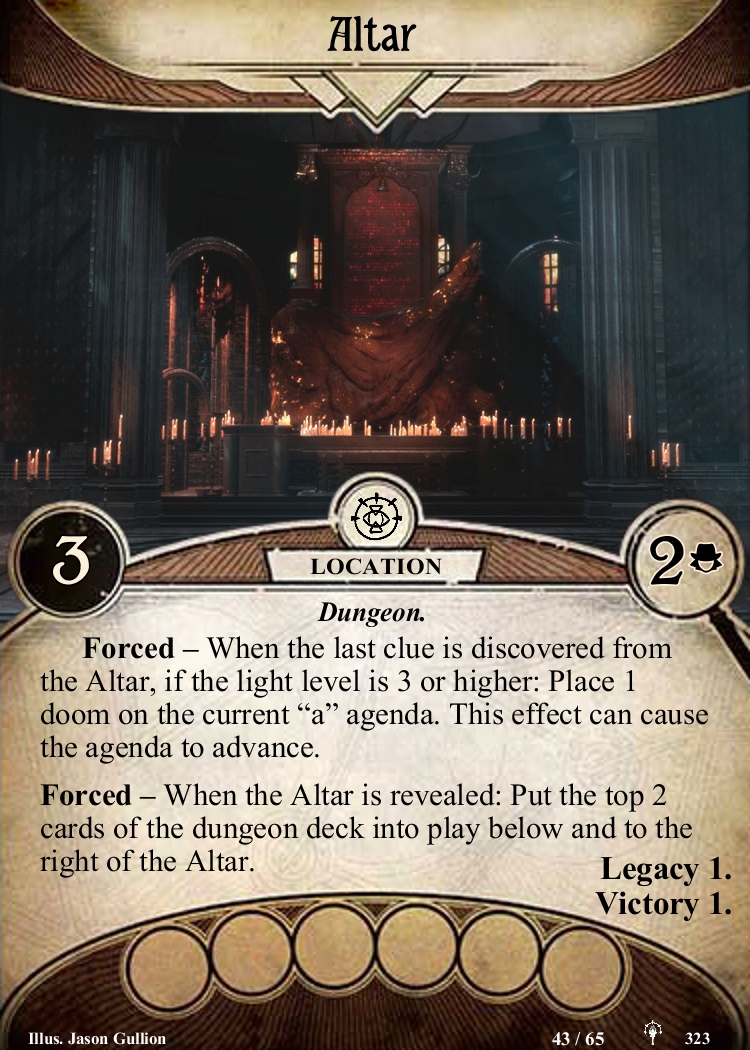 Altar
3
LOCATION
2
Dungeon.
Forced – When the last clue is discovered from
the Altar, if the light level is 3 or higher: Place 1
doom on the current “a” agenda. This effect can cause
the agenda to advance.
Forced – When the Altar is revealed: Put the top 2
cards of the dungeon deck into play below and to the
right of the Altar.
Legacy 1.
Victory 1.
Illus. Jason Gullion
43 / 65
323